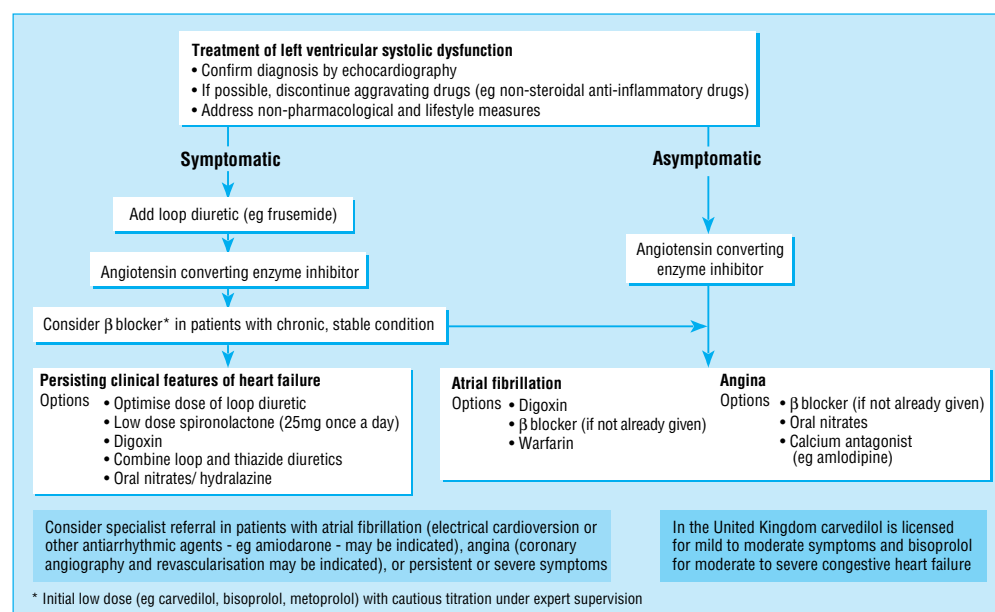 Treatment of left ventricular systolic dysfunction
• Confirm diagnosis by echocardiography
• If possible, discontinue aggravating drugs (eg non-steroidal anti-inflammatory drugs)
• Address non-pharmacological and lifestyle measures
Symptomatic
Asymptomatic
Add loop diuretic (eg frusemide)
Angiotensin converting enzyme inhibitor
Angiotensin converting
enzyme inhibitor
Consider β blocker* in patients with chronic, stable condition
Persisting clinical features of heart failure
Options
• Optimise dose of loop diuretic
• Low dose spironolactone (25mg once a day)
• Digoxin
• Combine loop and thiazide diuretics
• Oral nitrates/ hydralazine
Atrial fibrillation
Options
• Digoxin
• β blocker (if not already given)
• Warfarin
Angina
Options
• β blocker (if not already given)
• Oral nitrates
• Calcium antagonist
(eg amlodipine)
Consider specialist referral in patients with atrial fibrillation (electrical cardioversion or
other antiarrhythmic agents - eg amiodarone - may be indicated), angina (coronary
angiography and revascularisation may be indicated), or persistent or severe symptoms
In the United Kingdom carvedilol is licensed
for mild to moderate symptoms and bisoprolol
for moderate to severe congestive heart failure
* Initial low dose (eg carvedilol, bisoprolol, metoprolol) with cautious titration under expert supervision